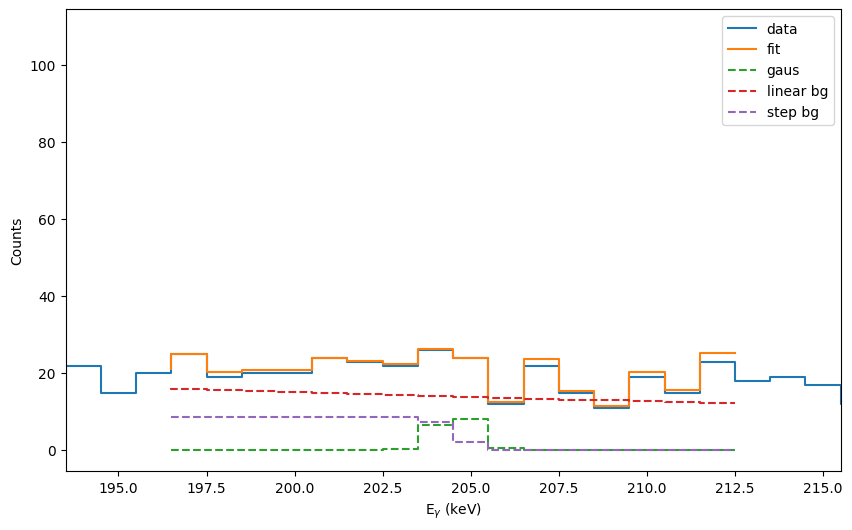 data
fit
gaus
linear bg
step bg
100
80
60
40
20
0
Counts
195.0 197.5 200.0 202.5 205.0 207.5 210.0 212.5 215.0
Eγ (keV)